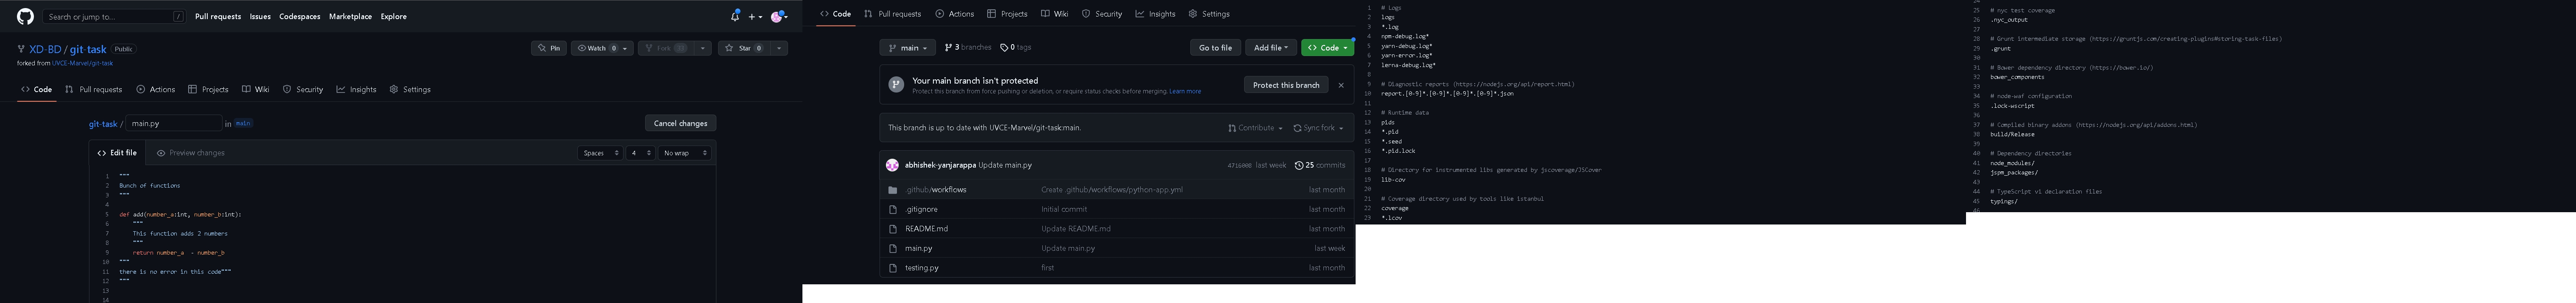 Search or jump to... /
Pull requests Issues Codespaces Marketplace Explore
XD-BD / git-task Public
forked from UVCE-Marvel/git-task
Pin Watch 0 Fork Star 0
Code Pull requests Actions Projects Wiki Security Insights Settings
git-task / main.py in main
Cancel changes
Edit file Preview changes
Spaces 4 No wrap
1 """
2 Bunch of functions
3 """
4
5 def add(number_a:int, number_b:int):
6 """
7 This function adds 2 numbers
8 """
9 return number_a - number_b
10 """
11 there is no error in this code"""
12 """
13
14
Code Pull requests Actions Projects Wiki Security Insights Settings
main 3 branches 0 tags
Go to file Add file Code
Your main branch isn't protected
Protect this branch from force pushing or deletion, or require status checks before merging. Learn more
Protect this branch
This branch is up to date with UVCE-Marvel/git-task:main.
Contribute Sync fork
abhishek-yanjarappa Update main.py last week 25 commits
.github/workflows Create .github/workflows/python-app.yml last month
.gitignore Initial commit last month
README.md Update README.md last month
main.py Update main.py last week
testing.py first last month
1 # Logs
2 logs
3 *.log
4 npm-debug.log*
5 yarn-debug.log*
6 yarn-error.log*
7 lerna-debug.log*
8
9 # Diagnostic reports (https://nodejs.org/api/report.html)
10 report.[0-9]*.[0-9]*.[0-9]*.[0-9]*.json
11
12 # Runtime data
13 pids
14 *.pid
15 *.seed
16 *.pid.lock
17
18 # Directory for instrumented libs generated by jscoverage/JSCover
19 lib-cov
20
21 # Coverage directory used by tools like istanbul
22 coverage
23 *.lcov
24
25 # nyc test coverage
26 .nyc_output
27
28 # Grunt intermediate storage (https://gruntjs.com/creating-plugins#storing-task-files)
29 .grunt
30
31 # Bower dependency directory (https://bower.io/)
32 bower_components
33
34 # node-waf configuration
35 .lock-wscript
36
37 # Compiled binary addons (https://nodejs.org/api/addons.html)
38 build/Release
39
40 # Dependency directories
41 node_modules/
42 jspm_packages/
43
44 # TypeScript v1 declaration files
45 typings/
46